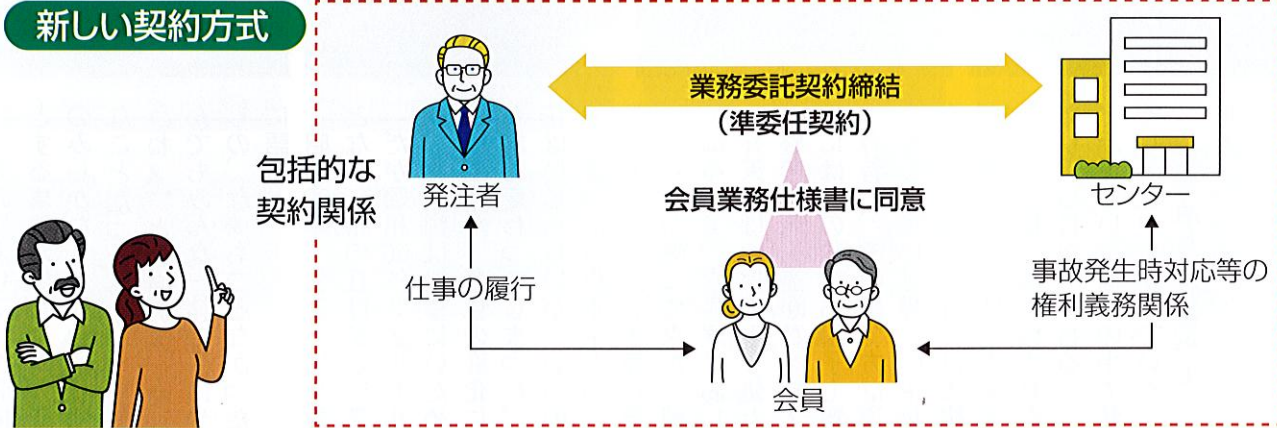 新しい契約方式
包括的な
契約関係
発注者
業務委託契約締結
（準委任契約）
会員業務仕様書に同意
センター
仕事の履行
事故発生時対応等の
権利義務関係
会員